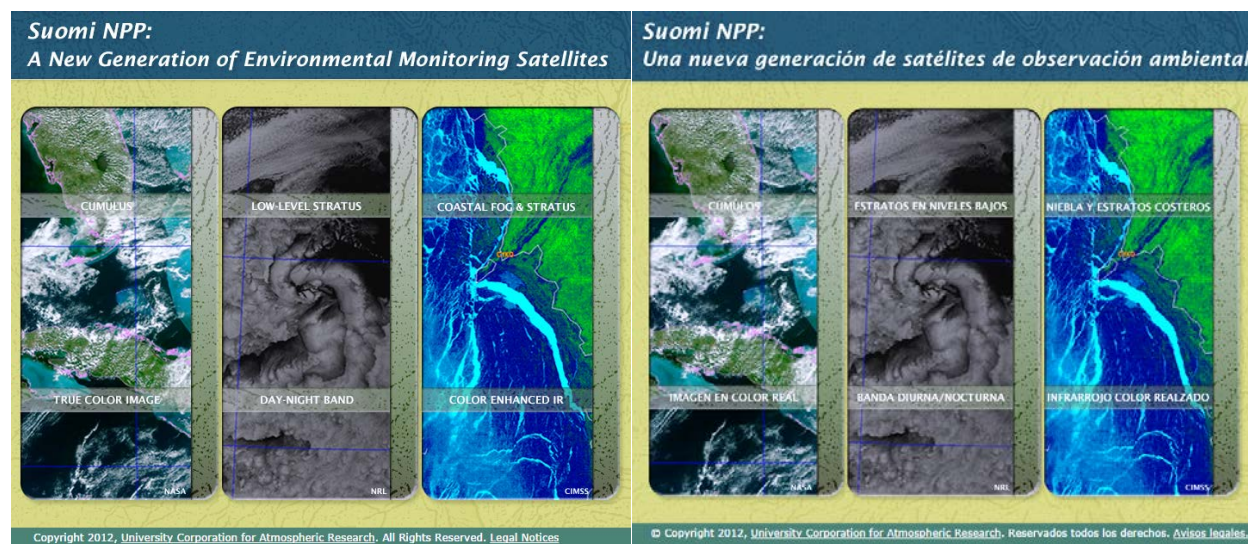 Suomi NPP:
A New Generation of Environmental Monitoring Satellites
CUMULUS
LOW-LEVEL STRATUS
COASTAL FOG & STRATUS
TRUE COLOR IMAGE
DAY-NIGHT BAND
COLOR ENHANCED IR
NASA
NRL
CIMSS
Copyright 2012, University Corporation for Atmospheric Research. All Rights Reserved. Legal Notices
Suomi NPP:
Una nueva generación de satélites de observación ambiental
CÚMULOS
ESTRATOS EN NIVELES BAJOS
NIEBLA Y ESTRATOS COSTEROS
IMAGEN EN COLOR REAL
BANDA DIURNA/NOCTURNA
INFRARROJO COLOR REALZADO
NASA
NRL
CIMSS
© Copyright 2012, University Corporation for Atmospheric Research. Reservados todos los derechos. Avisos legales.